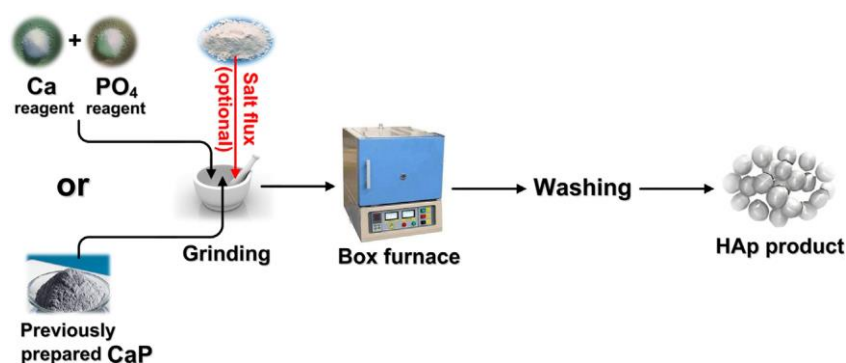 Ca
reagent
+
PO₄
reagent
Salt flux
(optional)
or
Grinding
Box furnace
Washing
HAp product
Previously
prepared CaP